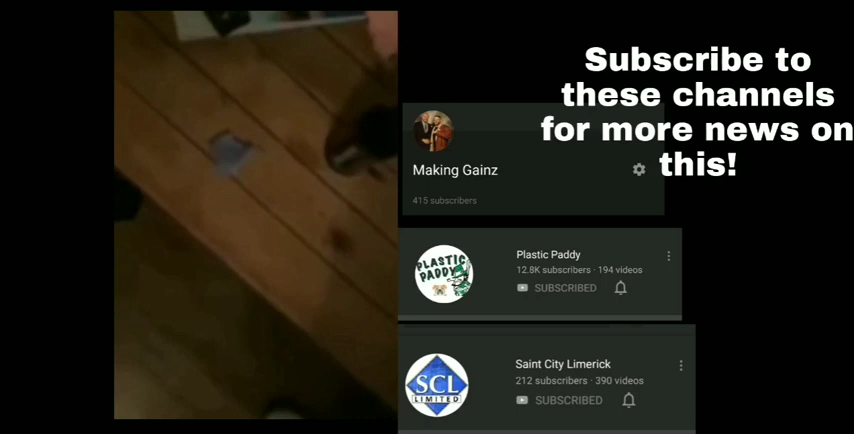 Subscribe to
these channels
for more news on
this!
Making Gainz
415 subscribers
PLASTIC
PADDY
Plastic Paddy
12.8K subscribers · 194 videos
SUBSCRIBED
SCL
LIMITED
Saint City Limerick
212 subscribers · 390 videos
SUBSCRIBED